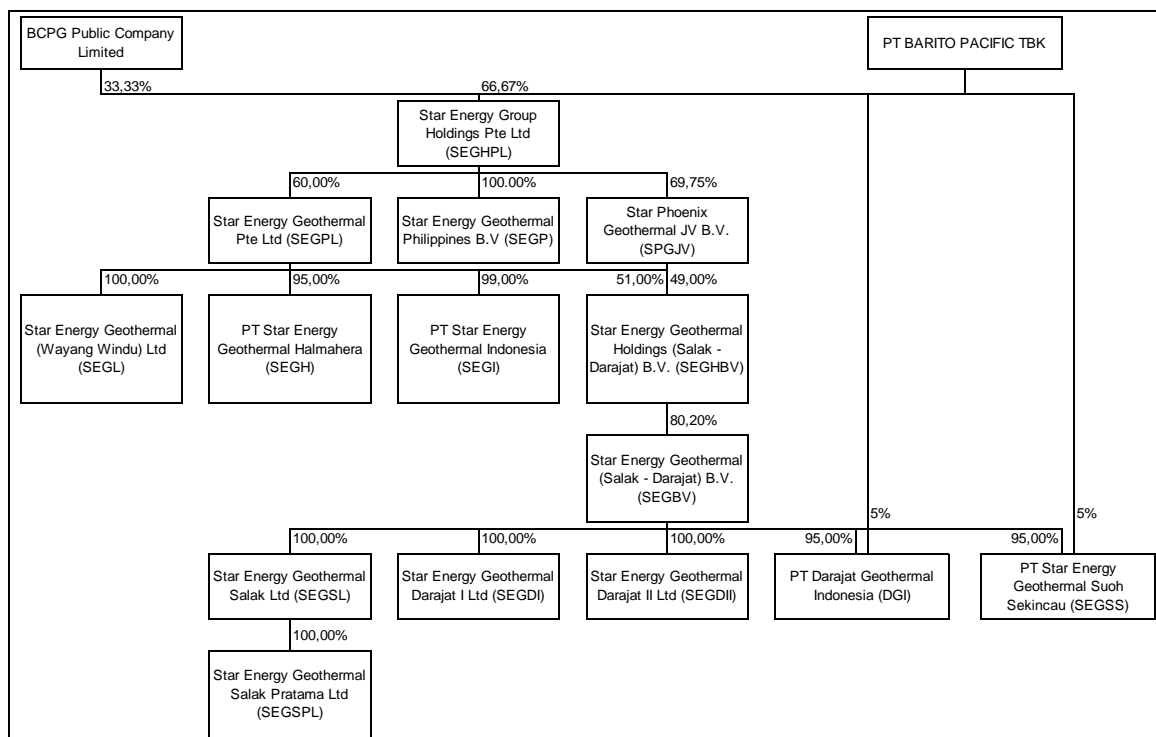 BCPG Public Company
Limited
PT BARITO PACIFIC TBK
33,33%
66,67%
Star Energy Group
Holdings Pte Ltd
(SEGHPL)
60,00%
100.00%
69,75%
Star Energy Geothermal
Pte Ltd (SEGPL)
Star Energy Geothermal
Philippines B.V (SEGP)
Star Phoenix
Geothermal JV B.V.
(SPGJV)
100,00%
95,00%
99,00%
51,00%
49,00%
Star Energy Geothermal
(Wayang Windu) Ltd
(SEGL)
PT Star Energy
Geothermal Halmahera
(SEGH)
PT Star Energy
Geothermal Indonesia
(SEGI)
Star Energy Geothermal
Holdings (Salak -
Darajat) B.V. (SEGHBV)
80,20%
Star Energy Geothermal
(Salak - Darajat) B.V.
(SEGBV)
5%
5%
100,00%
100,00%
100,00%
95,00%
95,00%
Star Energy Geothermal
Salak Ltd (SEGSL)
Star Energy Geothermal
Darajat I Ltd (SEGDI)
Star Energy Geothermal
Darajat II Ltd (SEGDII)
PT Darajat Geothermal
Indonesia (DGI)
PT Star Energy
Geothermal Suoh
Sekincau (SEGSS)
100,00%
Star Energy Geothermal
Salak Pratama Ltd
(SEGSPL)